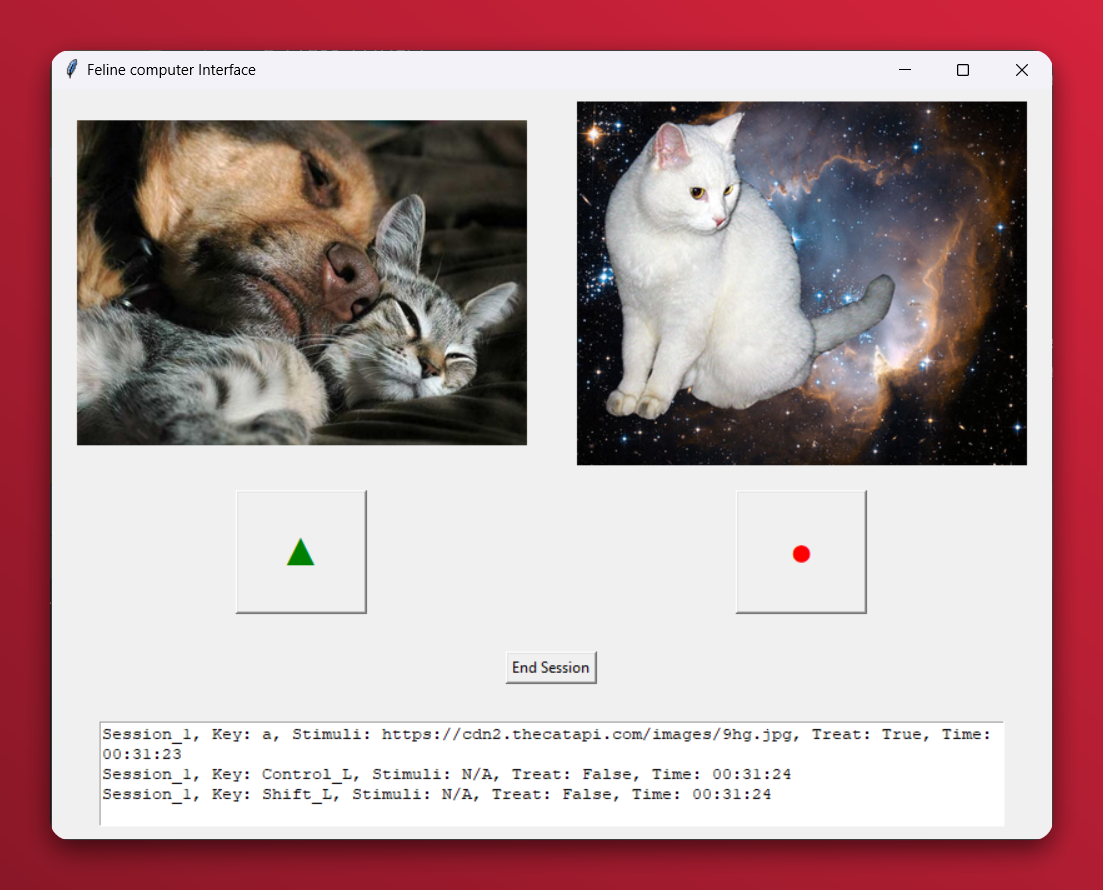 Feline computer Interface
End Session
Session_1, Key: a, Stimuli: https://cdn2.thecatapi.com/images/9hg.jpg, Treat: True, Time:
00:31:23
Session_1, Key: Control_L, Stimuli: N/A, Treat: False, Time: 00:31:24
Session_1, Key: Shift_L, Stimuli: N/A, Treat: False, Time: 00:31:24